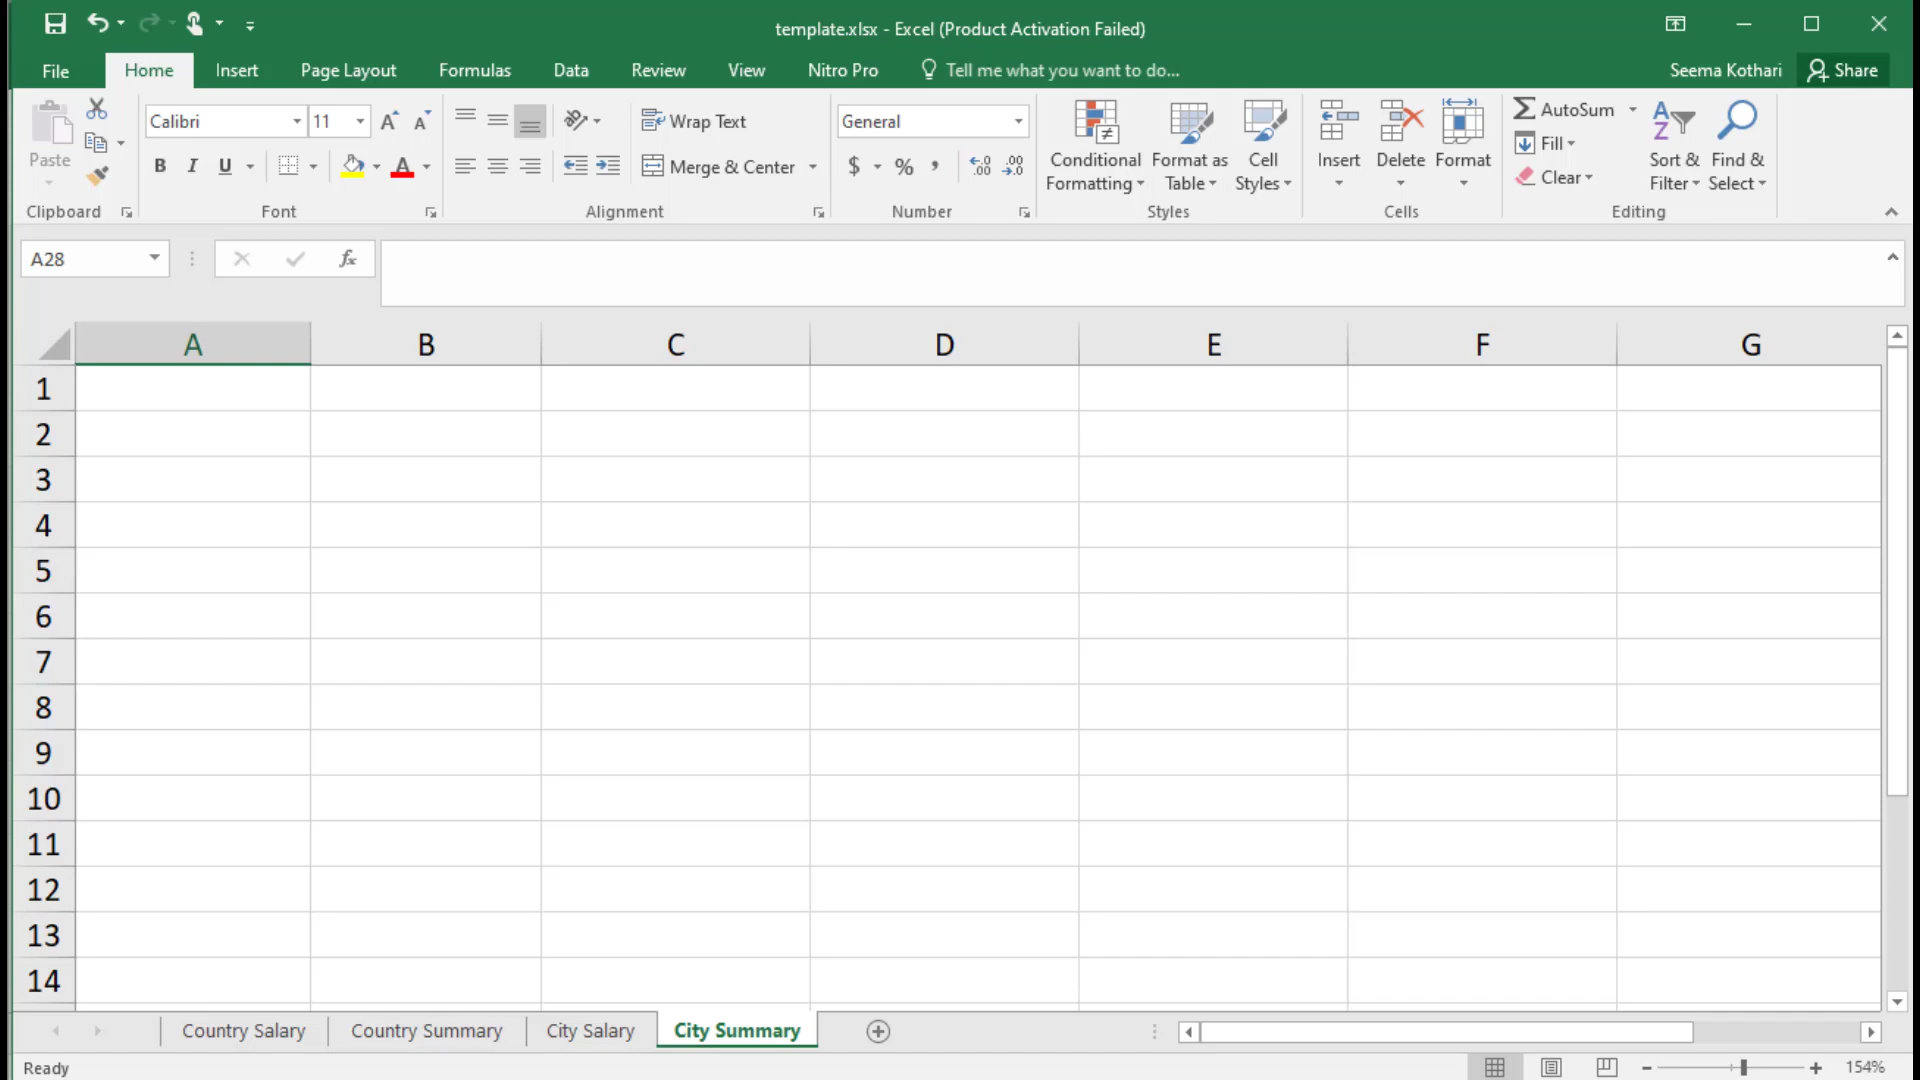 template.xlsx - Excel (Product Activation Failed)
File Home Insert Page Layout Formulas Data Review View Nitro Pro Tell me what you want to do... Seema Kothari Share
Paste
Clipboard
Calibri 11
B I U A
Font
Wrap Text
Merge & Center
Alignment
General
$ % ,
Number
Conditional Formatting
Format as Table
Cell Styles
Styles
Insert Delete Format
Cells
AutoSum
Fill
Clear
Sort & Filter
Find & Select
Editing
A28 fx
A B C D E F G
1
2
3
4
5
6
7
8
9
10
11
12
13
14
Country Salary Country Summary City Salary City Summary
Ready 154%